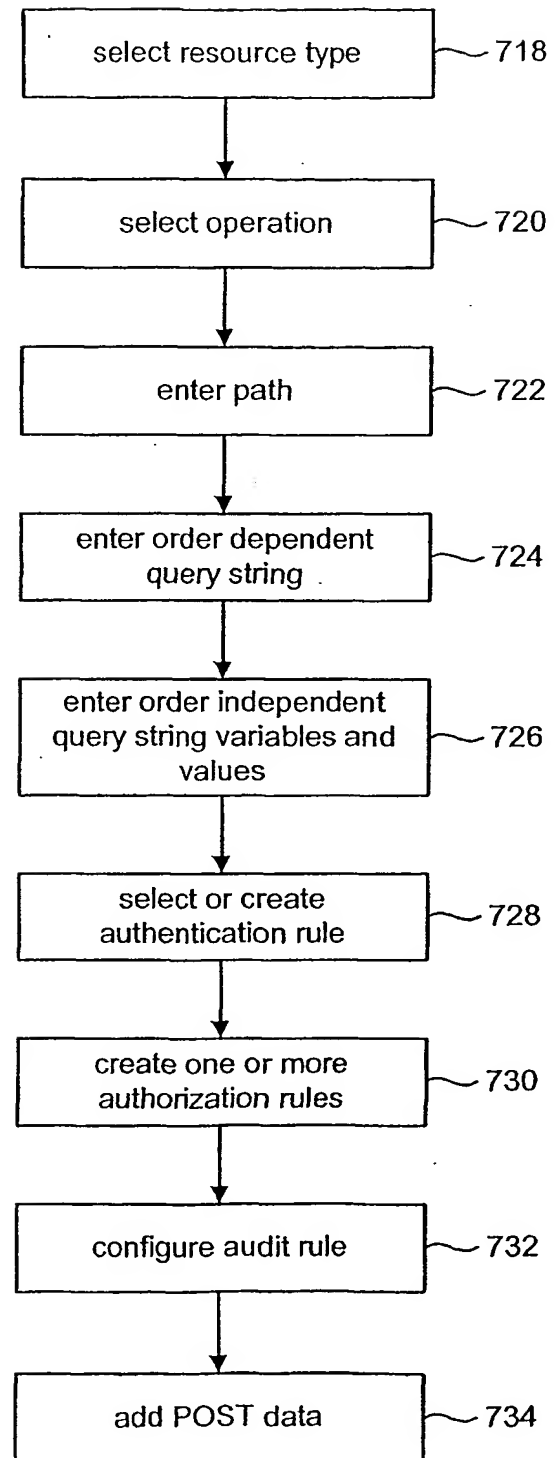 select resource type 718
select operation 720
enter path 722
enter order dependent
query string 724
enter order independent
query string variables and
values 726
select or create
authentication rule 728
create one or more
authorization rules 730
configure audit rule 732
add POST data 734